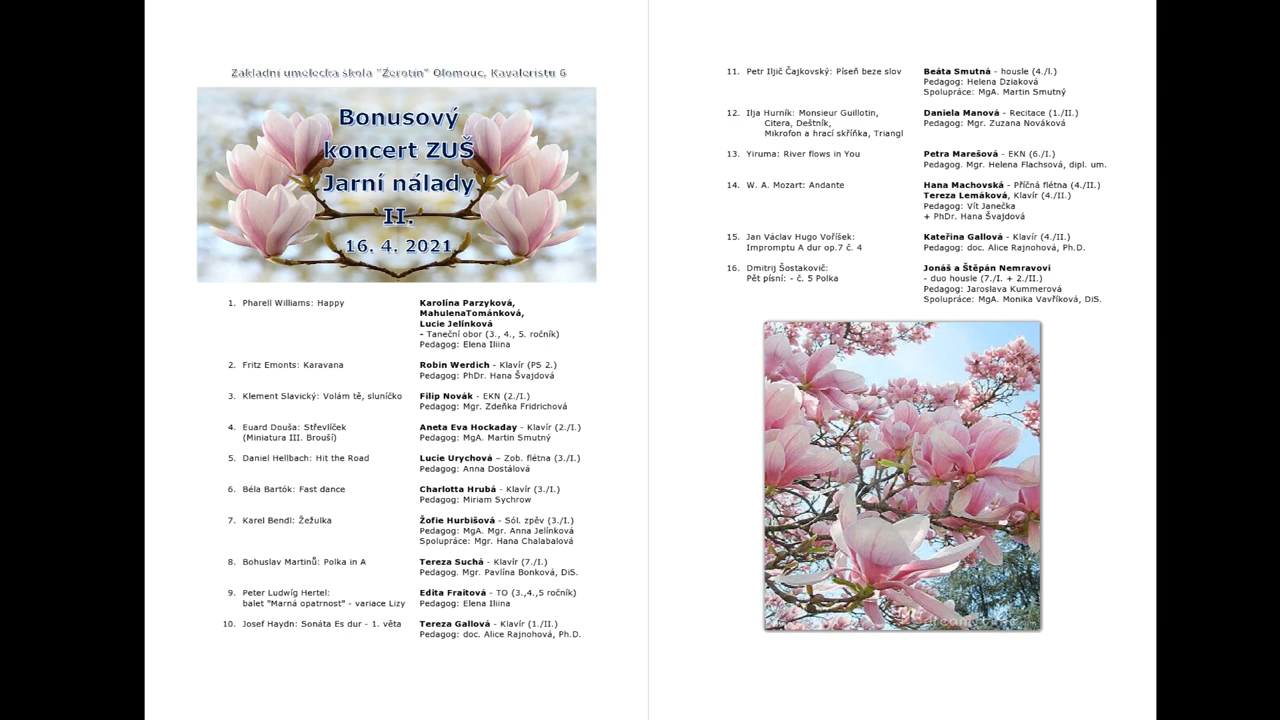 Základní umělecká škola "Žerotín" Olomouc, Kavaleristů 6
Bonusový
koncert ZUŠ
Jarní nálady
II.
16. 4. 2021
1. Pharell Williams: Happy
Karolína Parzyková,
MahulenaTománková,
Lucie Jelínková
- Taneční obor (3., 4., 5. ročník)
Pedagog: Elena Iliina
2. Fritz Emonts: Karavana
Robin Werdich - Klavír (PS 2.)
Pedagog: PhDr. Hana Švajdová
3. Klement Slavický: Volám tě, sluníčko
Filip Novák - EKN (2./I.)
Pedagog: Mgr. Zdeňka Fridrichová
4. Euard Douša: Střevlíček
(Miniatura III. Brouši)
Aneta Eva Hockaday - Klavír (2./I.)
Pedagog: MgA. Martin Smutný
5. Daniel Hellbach: Hit the Road
Lucie Urychová – Zob. flétna (3./I.)
Pedagog: Anna Dostálová
6. Béla Bartók: Fast dance
Charlotta Hrubá - Klavír (3./I.)
Pedagog: Miriam Sychrow
7. Karel Bendl: Žežulka
Žofie Hurbišová - Sól. zpěv (3./I.)
Pedagog: MgA. Mgr. Anna Jelínková
Spolupráce: Mgr. Hana Chalabalová
8. Bohuslav Martinů: Polka in A
Tereza Suchá - Klavír (7./I.)
Pedagog. Mgr. Pavlína Bonková, DiS.
9. Peter Ludwíg Hertel:
balet "Marná opatrnost" - variace Lizy
Edita Fraitová - TO (3.,4.,5 ročník)
Pedagog: Elena Iliina
10. Josef Haydn: Sonáta Es dur - 1. věta
Tereza Gallová - Klavír (1./II.)
Pedagog: doc. Alice Rajnohová, Ph.D.
11. Petr Iljič Čajkovský: Píseň beze slov
Beáta Smutná - housle (4./I.)
Pedagog: Helena Dziaková
Spolupráce: MgA. Martin Smutný
12. Ilja Hurník: Monsieur Guillotin,
Citera, Deštník,
Mikrofon a hrací skříňka, Triangl
Daniela Manová - Recitace (1./II.)
Pedagog: Mgr. Zuzana Nováková
13. Yiruma: River flows in You
Petra Marešová - EKN (6./I.)
Pedagog. Mgr. Helena Flachsová, dipl. um.
14. W. A. Mozart: Andante
Hana Machovská - Příčná flétna (4./II.)
Tereza Lemáková, Klavír (4./II.)
Pedagog: Vít Janečka
+ PhDr. Hana Švajdová
15. Jan Václav Hugo Voříšek:
Impromptu A dur op.7 č. 4
Kateřina Gallová - Klavír (4./II.)
Pedagog: doc. Alice Rajnohová, Ph.D.
16. Dmitrij Šostakovič:
Pět písní: - č. 5 Polka
Jonáš a Štěpán Nemravovi
- duo housle (7./I. + 2./II.)
Pedagog: Jaroslava Kummerová
Spolupráce: MgA. Monika Vavříková, DiS.